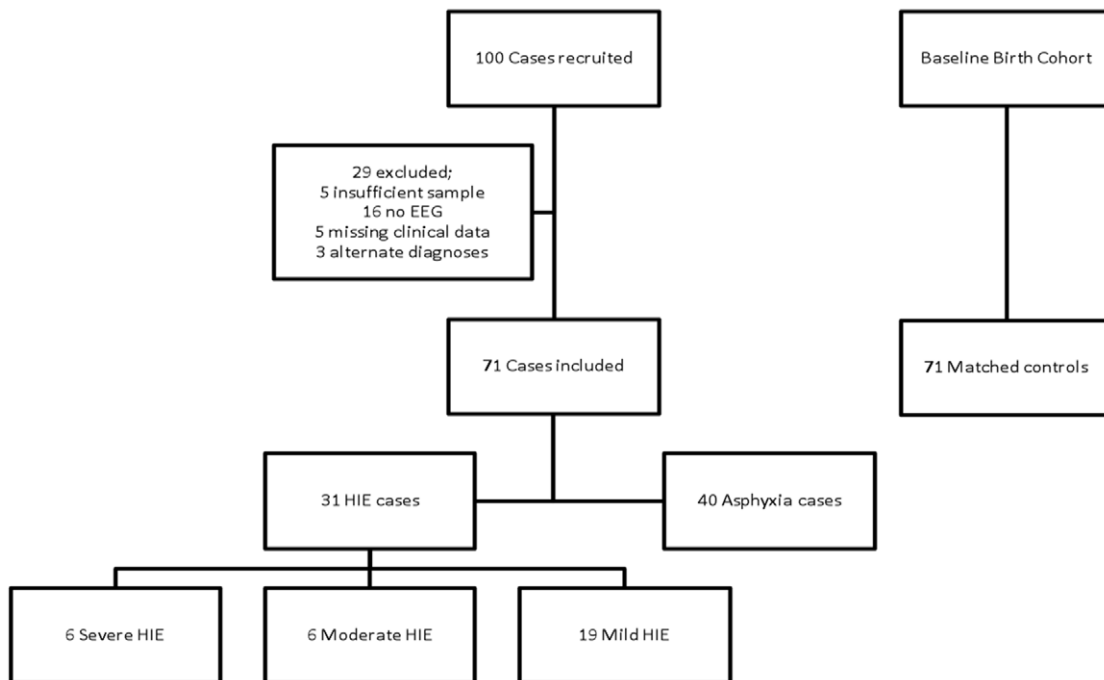 100 Cases recruited
Baseline Birth Cohort
29 excluded;
5 insufficient sample
16 no EEG
5 missing clinical data
3 alternate diagnoses
71 Cases included
71 Matched controls
31 HIE cases
40 Asphyxia cases
6 Severe HIE
6 Moderate HIE
19 Mild HIE